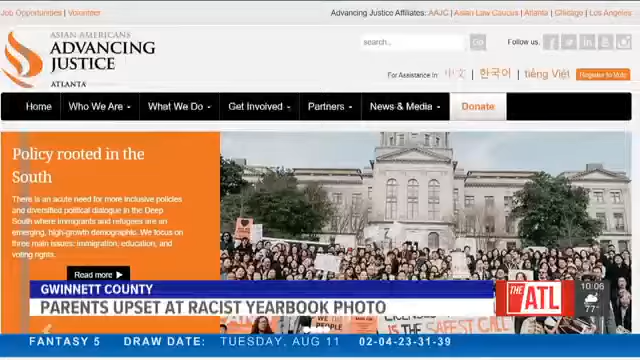 Job Opportunities | Volunteer
Advancing Justice Affiliates: AAJC | Asian Law Caucus | Atlanta | Chicago | Los Angeles
ASIAN AMERICANS
ADVANCING
JUSTICE
ATLANTA
search...
Go
Follow us:
For Assistance in 中文 | 한국어 | tiếng Việt
Register to Vote
Home
Who We Are
What We Do
Get Involved
Partners
News & Media
Donate
Policy rooted in the
South
There is an acute need for more inclusive policies
and diversified political dialogue in the Deep
South where immigrants and refugees are an
emerging, high-growth demographic. We focus on
three main issues: immigration, education, and
voting rights.
Read more
GWINNETT COUNTY
PARENTS UPSET AT RACIST YEARBOOK PHOTO
THE ATL
10:06
77°
THE PEOPLE
IS THE SAFEST
FANTASY 5 DRAW DATE: TUESDAY, AUG 11 02-04-23-31-39